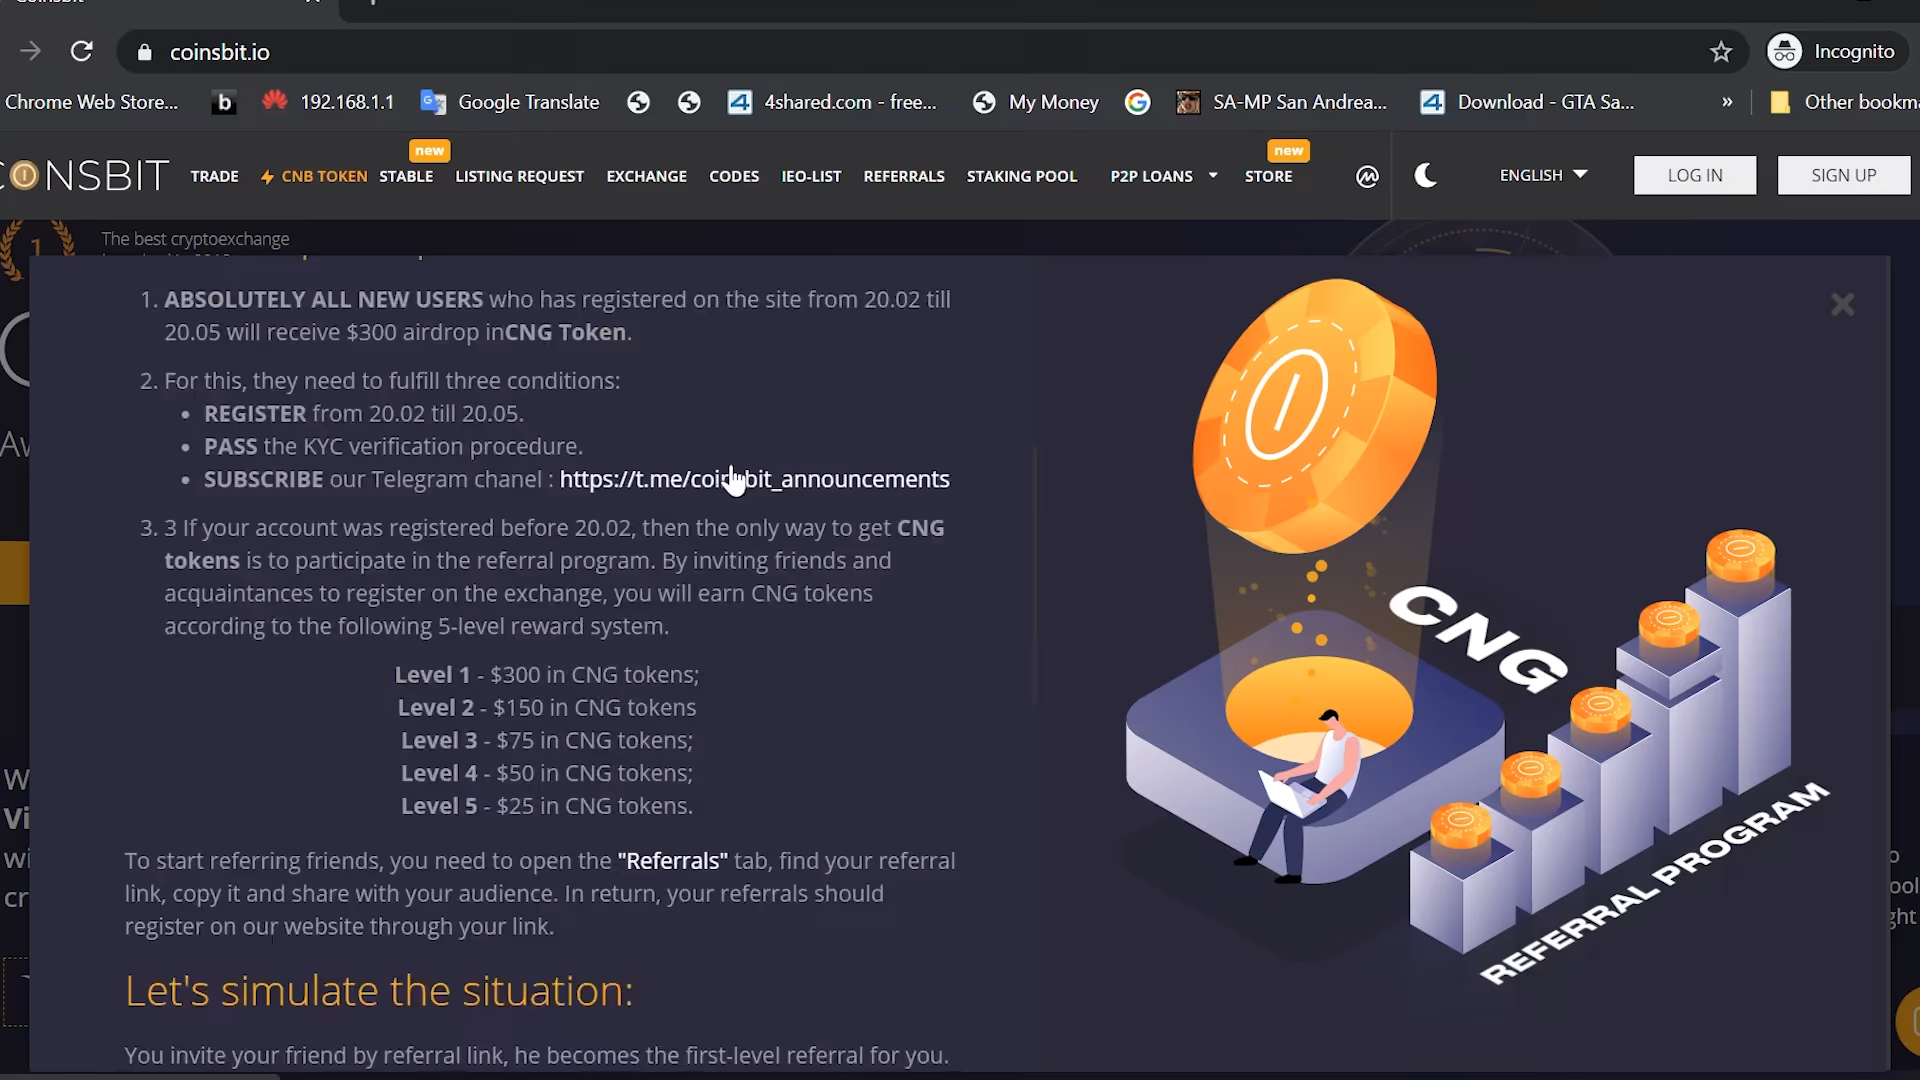 coinsbit.io
Incognito
Chrome Web Store...
b
192.168.1.1
Google Translate
4shared.com - free...
My Money
SA-MP San Andrea...
Download - GTA Sa...
»
Other bookma
new
new
OINSBIT
TRADE
CNB TOKEN
STABLE
LISTING REQUEST
EXCHANGE
CODES
IEO-LIST
REFERRALS
STAKING POOL
P2P LOANS
STORE
ENGLISH
LOG IN
SIGN UP
1
The best cryptoexchange
1. ABSOLUTELY ALL NEW USERS who has registered on the site from 20.02 till
20.05 will receive $300 airdrop inCNG Token.
2. For this, they need to fulfill three conditions:
• REGISTER from 20.02 till 20.05.
• PASS the KYC verification procedure.
• SUBSCRIBE our Telegram chanel : https://t.me/coinsbit_announcements
3. 3 If your account was registered before 20.02, then the only way to get CNG
tokens is to participate in the referral program. By inviting friends and
acquaintances to register on the exchange, you will earn CNG tokens
according to the following 5-level reward system.
Level 1 - $300 in CNG tokens;
Level 2 - $150 in CNG tokens
Level 3 - $75 in CNG tokens;
Level 4 - $50 in CNG tokens;
Level 5 - $25 in CNG tokens.
To start referring friends, you need to open the "Referrals" tab, find your referral
link, copy it and share with your audience. In return, your referrals should
register on our website through your link.
Let's simulate the situation:
You invite your friend by referral link, he becomes the first-level referral for you.
CNG
REFERRAL PROGRAM